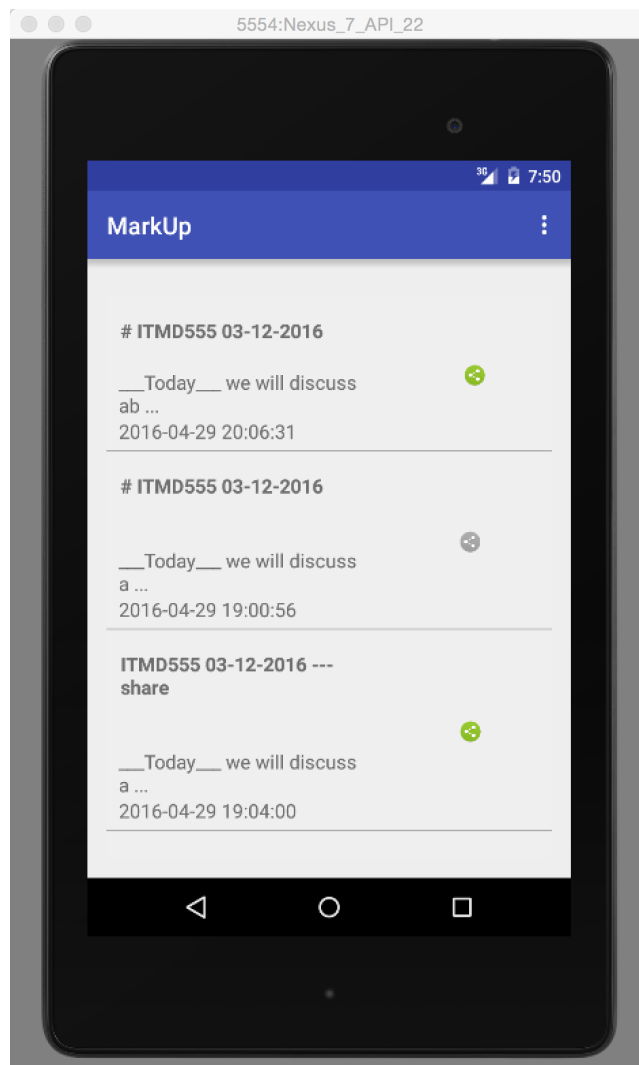 5554:Nexus_7_API_22
3G 7:50
MarkUp
# ITMD555 03-12-2016
___Today___ we will discuss
ab ...
2016-04-29 20:06:31
# ITMD555 03-12-2016
___Today___ we will discuss
a ...
2016-04-29 19:00:56
ITMD555 03-12-2016 ---
share
___Today___ we will discuss
a ...
2016-04-29 19:04:00